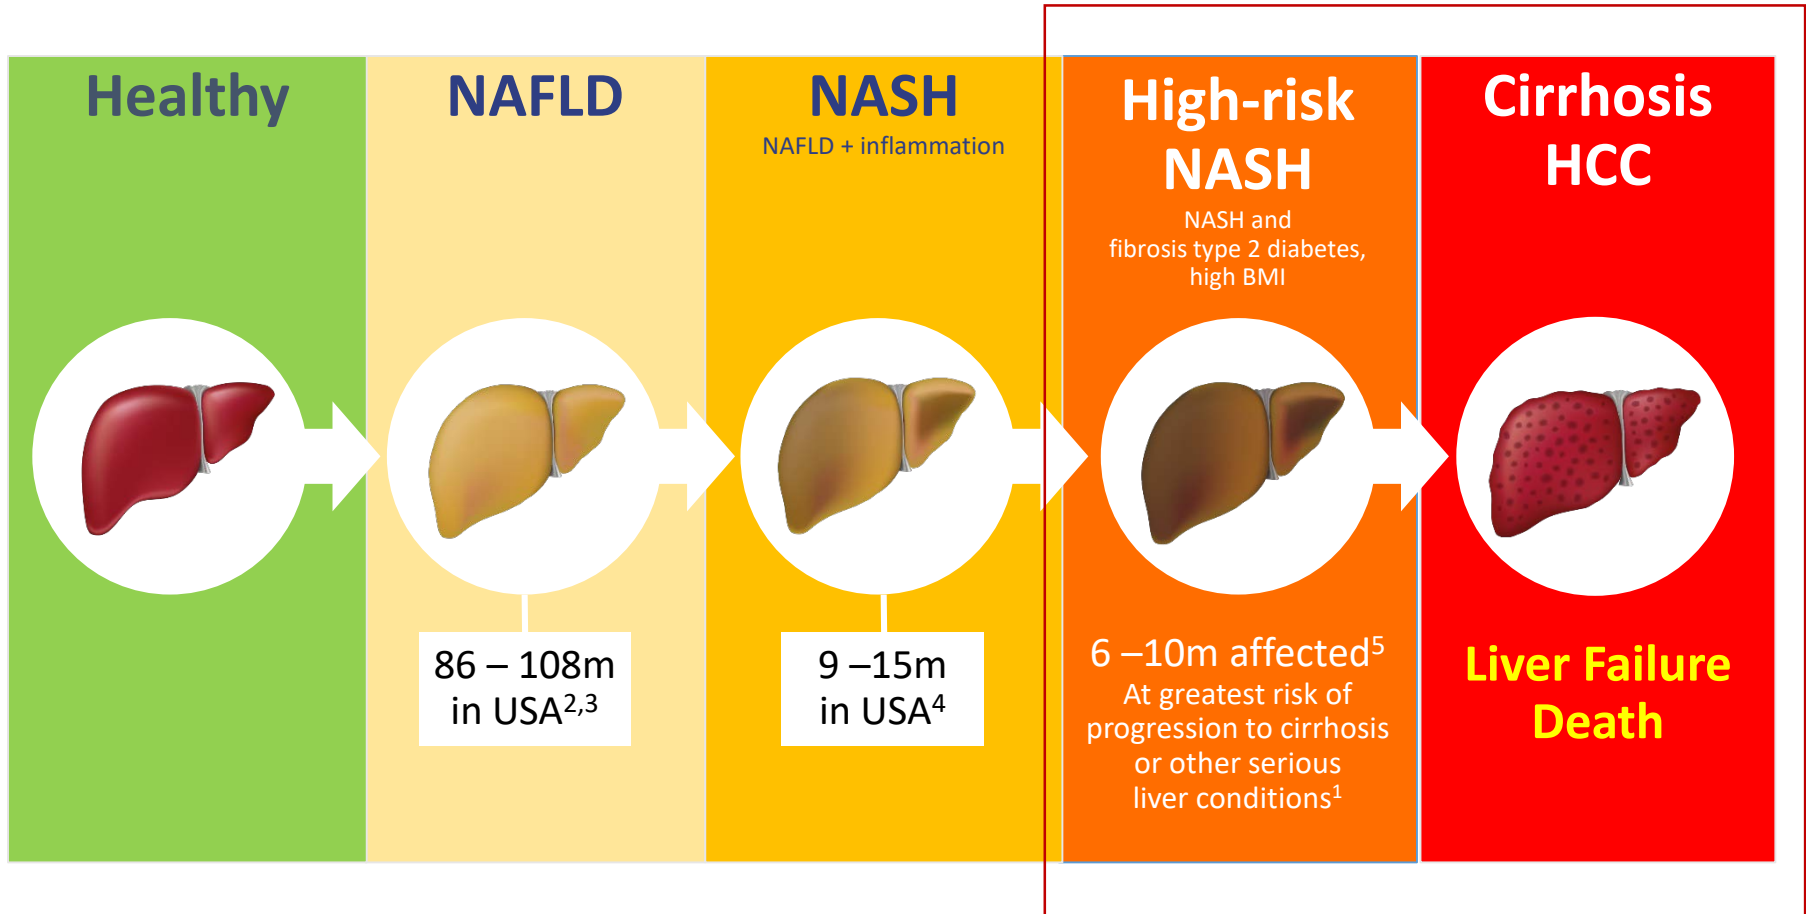 Healthy
NAFLD
NASH
NAFLD + inflammation
High-risk
NASH
NASH and
fibrosis type 2 diabetes,
high BMI
Cirrhosis
HCC
86 – 108m
in USA2,3
9 –15m
in USA4
6 –10m affected5
At greatest risk of
progression to cirrhosis
or other serious
liver conditions1
Liver Failure
Death